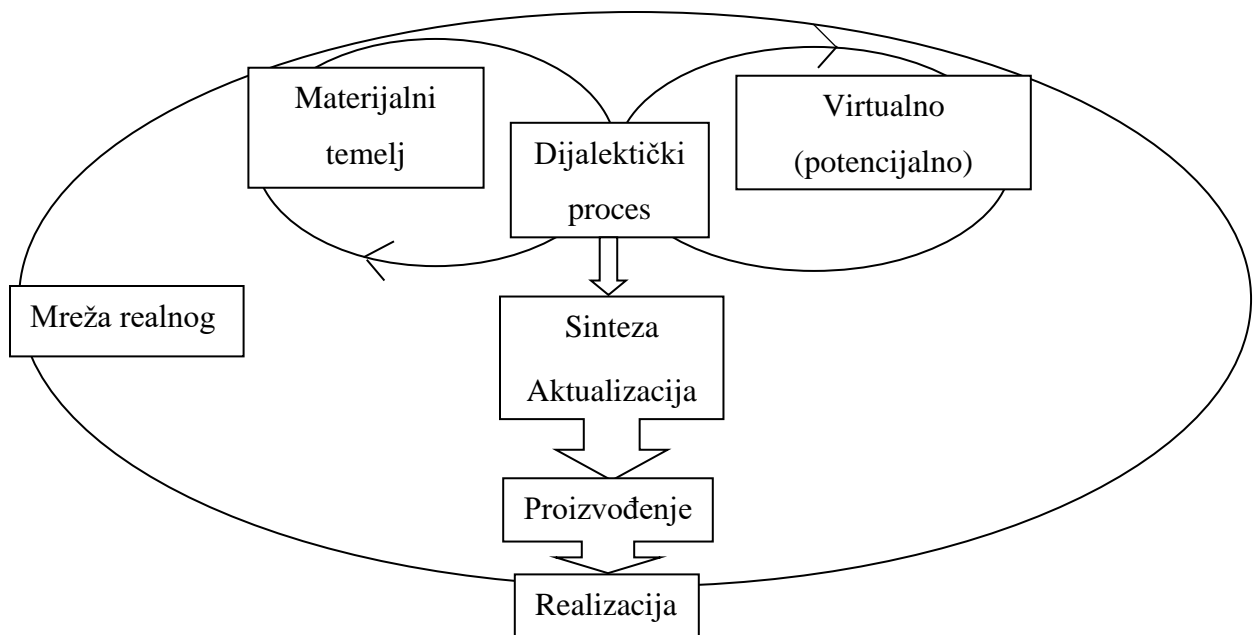 Materijalni
temelj
Dijalektički
proces
Virtualno
(potencijalno)
Mreža realnog
Sinteza
Aktualizacija
Proizvođenje
Realizacija